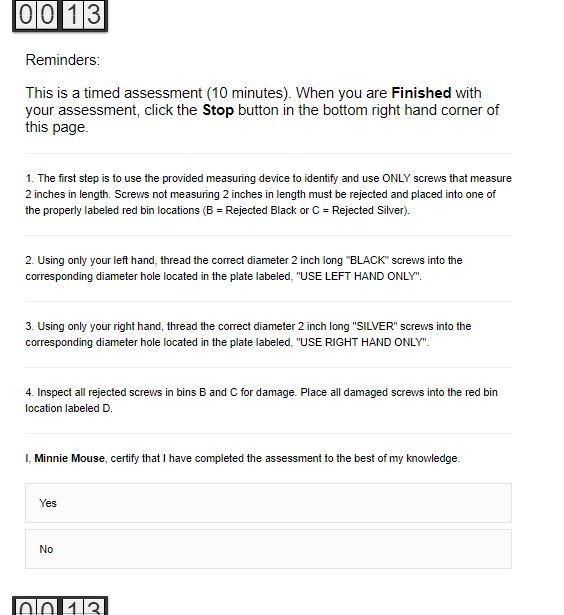 0013
Reminders:
This is a timed assessment (10 minutes). When you are Finished with
your assessment, click the Stop button in the bottom right hand corner of
this page.
1. The first step is to use the provided measuring device to identify and use ONLY screws that measure
2 inches in length. Screws not measuring 2 inches in length must be rejected and placed into one of
the properly labeled red bin locations (B = Rejected Black or C = Rejected Silver).
2. Using only your left hand, thread the correct diameter 2 inch long "BLACK" screws into the
corresponding diameter hole located in the plate labeled, "USE LEFT HAND ONLY".
3. Using only your right hand, thread the correct diameter 2 inch long "SILVER" screws into the
corresponding diameter hole located in the plate labeled, "USE RIGHT HAND ONLY".
4. Inspect all rejected screws in bins B and C for damage. Place all damaged screws into the red bin
location labeled D.
I, Minnie Mouse, certify that I have completed the assessment to the best of my knowledge.
Yes
No
0013